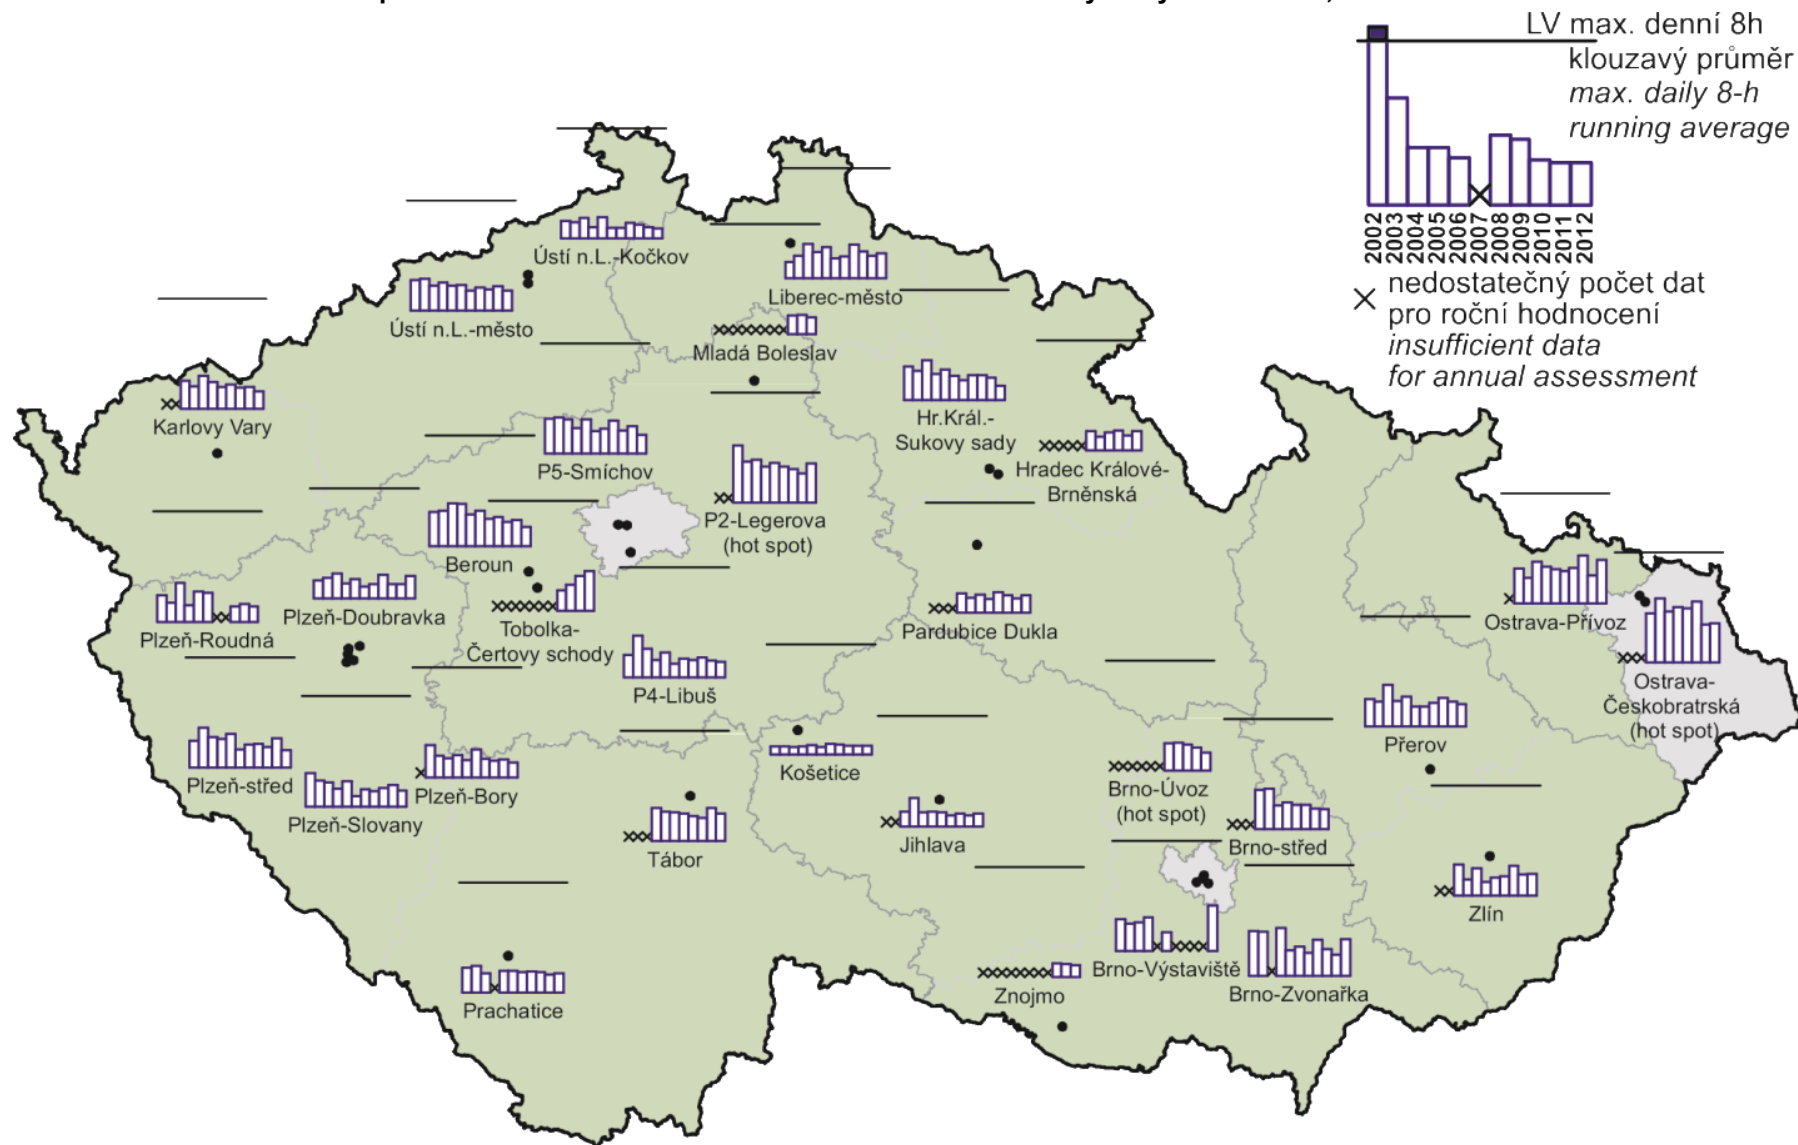 LV max. denní 8h
klouzavý průměr
max. daily 8-h
running average
2002
2003
2004
2005
2006
2007
2008
2009
2010
2011
2012
nedostatečný počet dat
pro roční hodnocení
insufficient data
for annual assessment
Ústí n.L.-Kočkov
Liberec-město
Ústí n.L.-město
Mladá Boleslav
Karlovy Vary
Hr.Král.-
Sukovy sady
P5-Smíchov
Hradec Králové-
Brněnská
P2-Legerova
(hot spot)
Beroun
Plzeň-Doubravka
Plzeň-Roudná
Tobolka-
Čertovy schody
Pardubice Dukla
Ostrava-Přívoz
P4-Libuš
Ostrava-
Českobratrská
(hot spot)
Přerov
Košetice
Plzeň-střed
Plzeň-Bory
Brno-Úvoz
(hot spot)
Plzeň-Slovany
Jihlava
Brno-střed
Tábor
Zlín
Brno-Výstaviště
Znojmo
Brno-Zvonařka
Prachatice